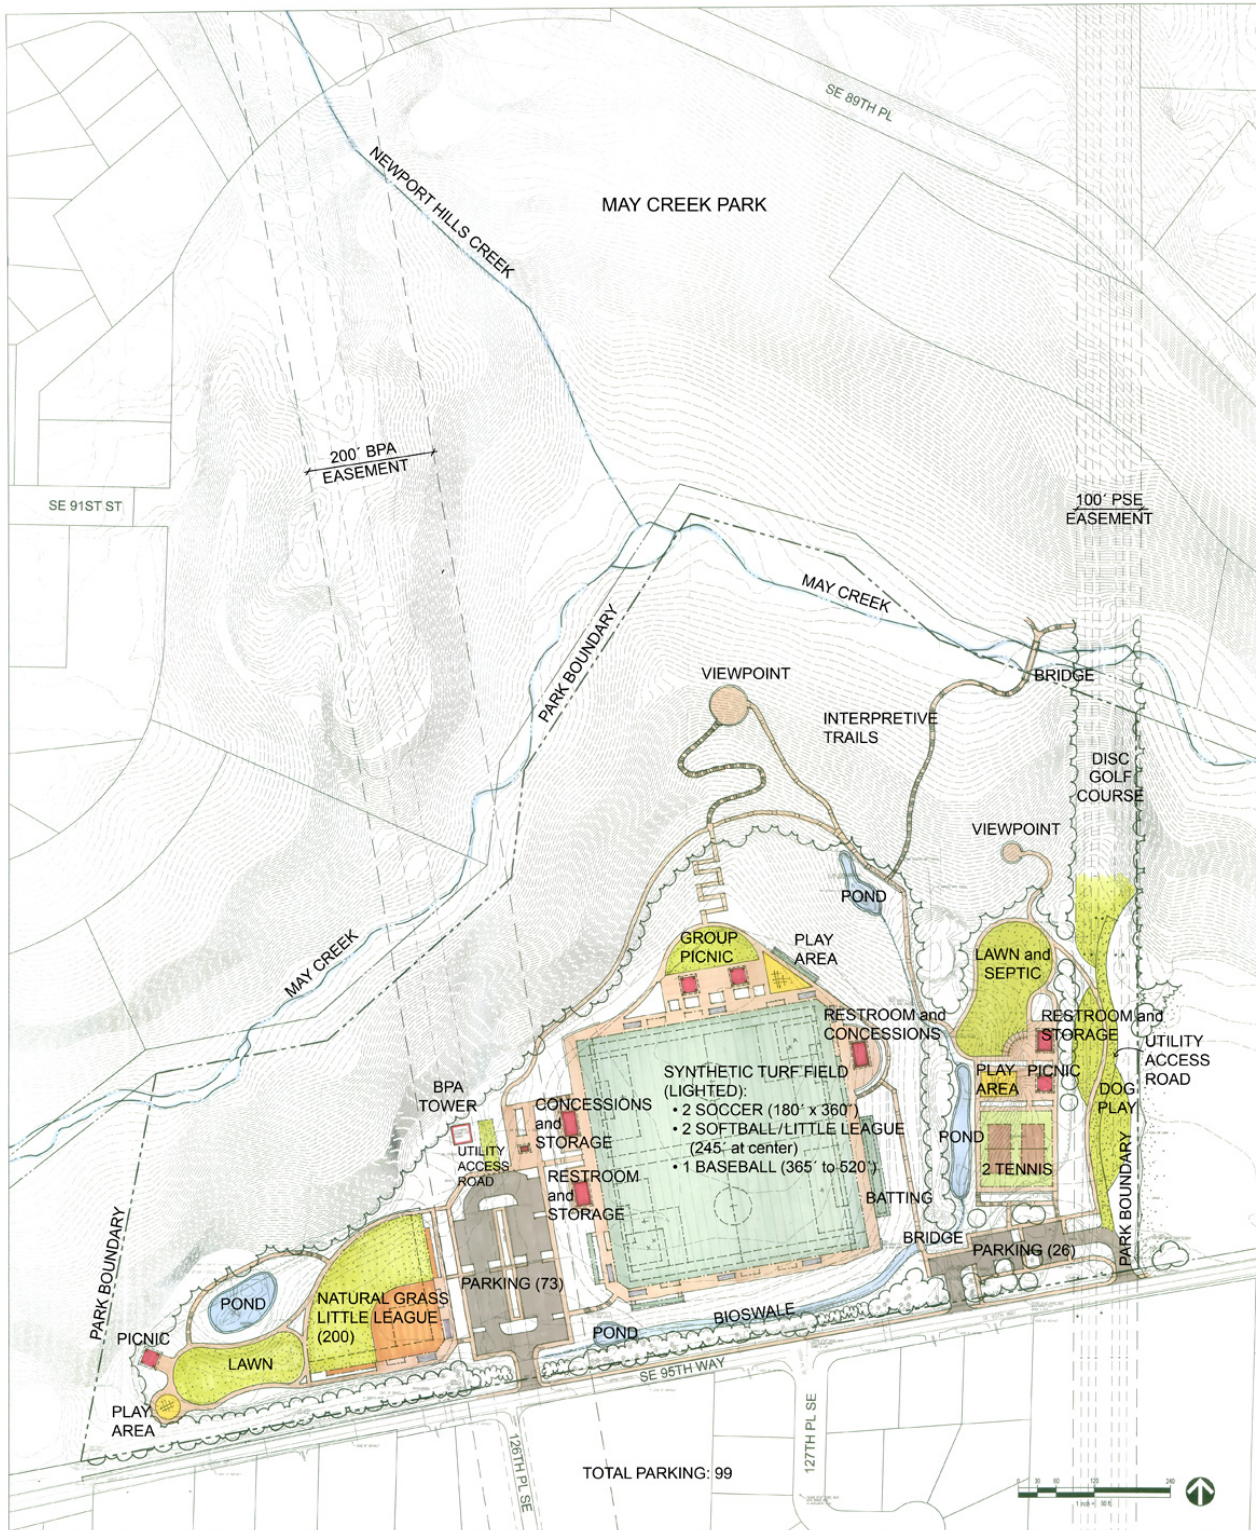 SE 89TH PL
NEWPORT HILLS CREEK
MAY CREEK PARK
200´ BPA
EASEMENT
SE 91ST ST
100´ PSE
EASEMENT
MAY CREEK
PARK BOUNDARY
BRIDGE
VIEWPOINT
INTERPRETIVE
TRAILS
DISC
GOLF
COURSE
VIEWPOINT
POND
MAY CREEK
GROUP
PICNIC
PLAY
AREA
LAWN and
SEPTIC
RESTROOM and
CONCESSIONS
RESTROOM and
STORAGE
UTILITY
ACCESS
ROAD
SYNTHETIC TURF FIELD
(LIGHTED):
• 2 SOCCER (180´ x 360´)
• 2 SOFTBALL/LITTLE LEAGUE
(245´ at center)
• 1 BASEBALL (365´ to 520´)
PLAY
AREA
PICNIC
DOG
PLAY
BPA
TOWER
CONCESSIONS
and
STORAGE
UTILITY
ACCESS
ROAD
RESTROOM
and
STORAGE
POND
2 TENNIS
BATTING
BRIDGE
PARKING (26)
PARK BOUNDARY
PARK BOUNDARY
PARKING (73)
POND
NATURAL GRASS
LITTLE LEAGUE
(200)
PICNIC
LAWN
POND
BIOSWALE
SE 95TH WAY
PLAY
AREA
126TH PL SE
127TH PL SE
TOTAL PARKING: 99
0 30 60 120 240